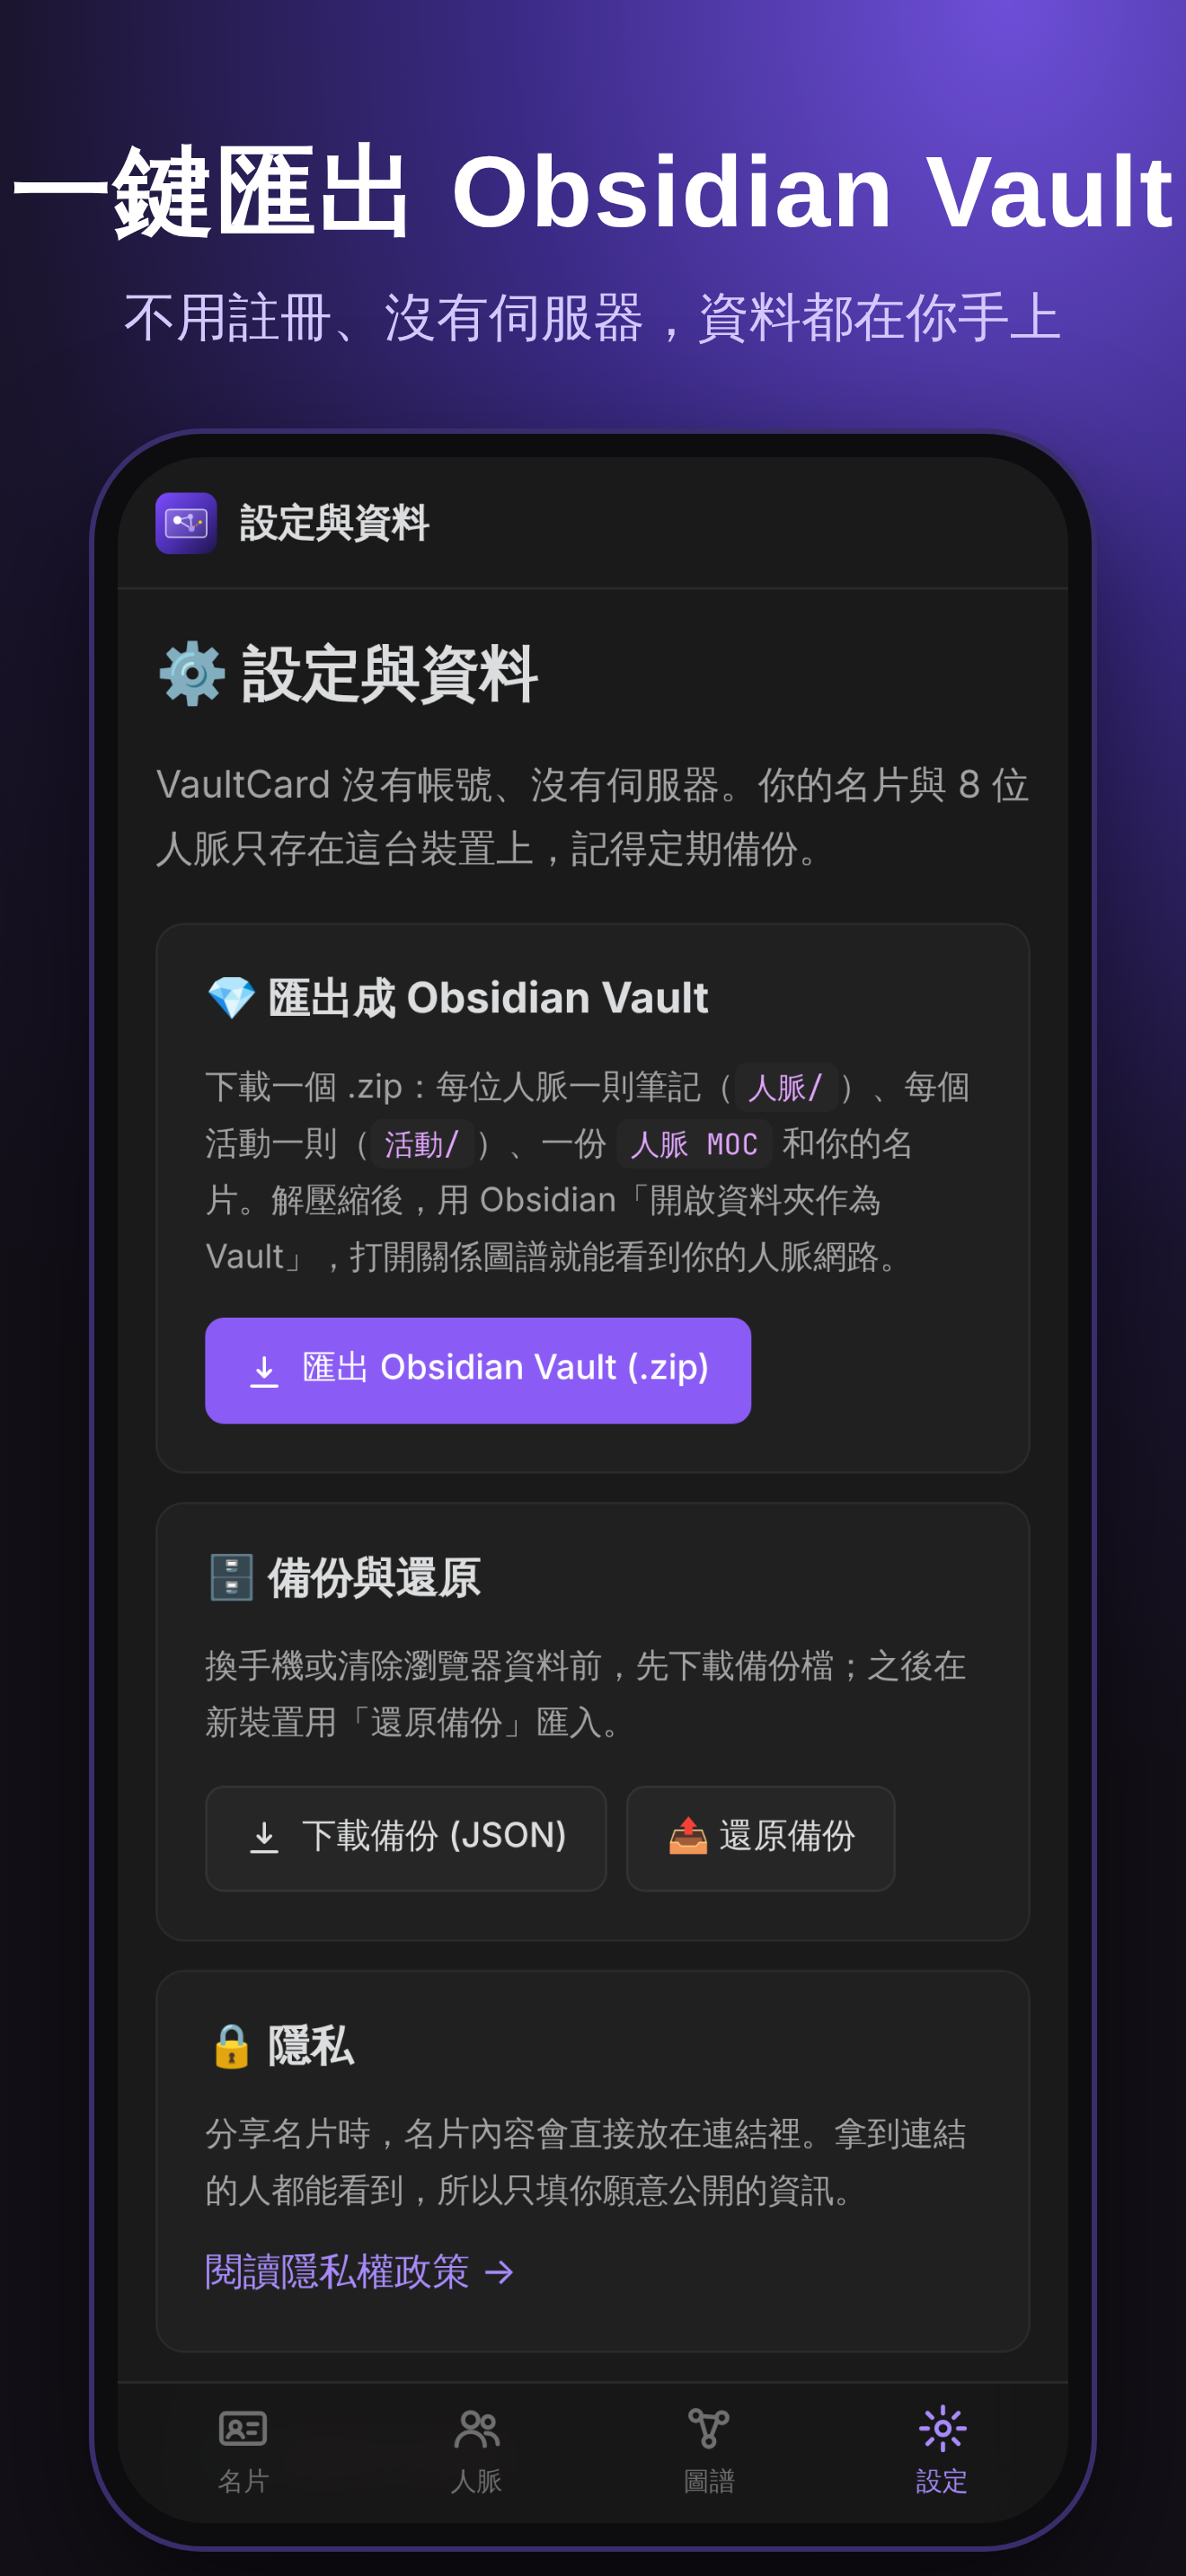 一鍵匯出 Obsidian Vault
不用註冊、沒有伺服器，資料都在你手上
設定與資料
⚙️ 設定與資料
VaultCard 沒有帳號、沒有伺服器。你的名片與 8 位
人脈只存在這台裝置上，記得定期備份。
💎 匯出成 Obsidian Vault
下載一個 .zip：每位人脈一則筆記（人脈/）、每個
活動一則（活動/）、一份 人脈 MOC 和你的名
片。解壓縮後，用 Obsidian「開啟資料夾作為
Vault」，打開關係圖譜就能看到你的人脈網路。
匯出 Obsidian Vault (.zip)
🗄️ 備份與還原
換手機或清除瀏覽器資料前，先下載備份檔；之後在
新裝置用「還原備份」匯入。
下載備份 (JSON)
📤 還原備份
🔒 隱私
分享名片時，名片內容會直接放在連結裡。拿到連結
的人都能看到，所以只填你願意公開的資訊。
閱讀隱私權政策 →
名片
人脈
圖譜
設定